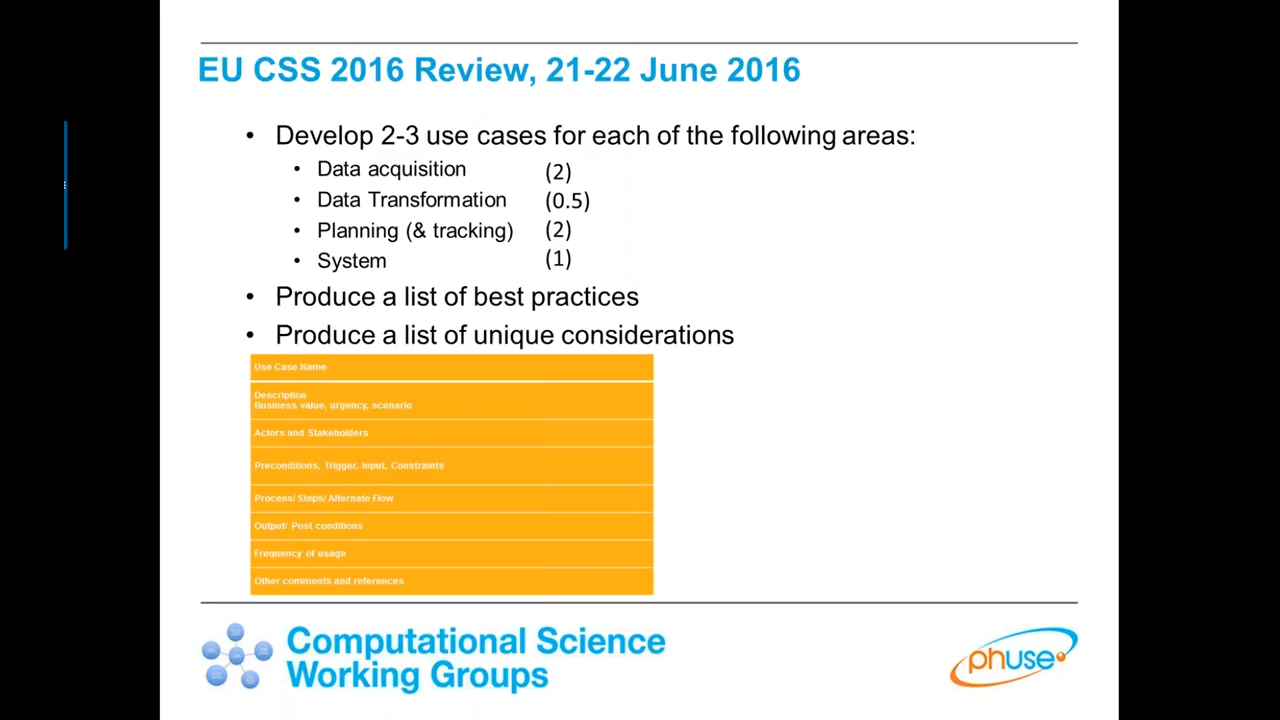 EU CSS 2016 Review, 21-22 June 2016
• Develop 2-3 use cases for each of the following areas:
• Data acquisition (2)
• Data Transformation (0.5)
• Planning (& tracking) (2)
• System (1)
• Produce a list of best practices
• Produce a list of unique considerations
Use Case Name
Description
Business value, urgency, scenario
Actors and Stakeholders
Preconditions, Trigger, Input, Constraints
Process/ Steps/ Alternate Flow
Output/ Post conditions
Frequency of usage
Other comments and references
Computational Science
Working Groups
phuse